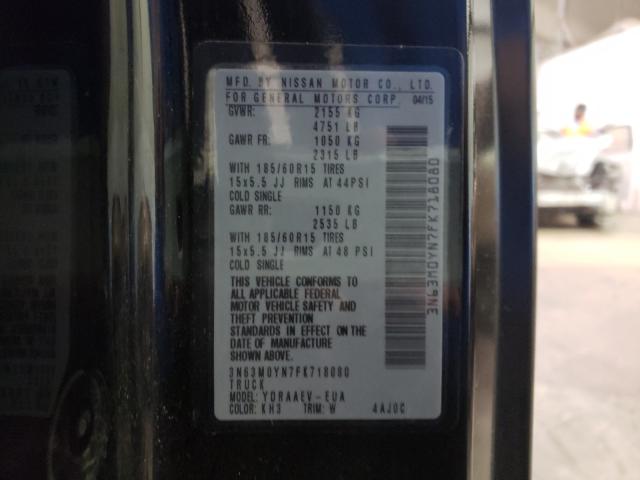 MFD. BY NISSAN MOTOR CO., LTD.
FOR GENERAL MOTORS CORP. 04/15
GVWR: 2155 KG
4751 LB
GAWR FR: 1050 KG
2315 LB
WITH 185/60R15 TIRES
15x5.5 JJ RIMS AT 44PSI
COLD SINGLE
GAWR RR: 1150 KG
2535 LB
WITH 185/60R15 TIRES
15x5.5 JJ RIMS AT 48 PSI
COLD SINGLE
THIS VEHICLE CONFORMS TO
ALL APPLICABLE FEDERAL
MOTOR VEHICLE SAFETY AND
THEFT PREVENTION
STANDARDS IN EFFECT ON THE
DATE OF MANUFACTURE
SHOWN ABOVE.
3N63M0YN7FK718080
TRUCK
MODEL: YDRAAEV-EUA
COLOR: KH3 TRIM: W 4AJ0C
3N63M0YN7FK718080